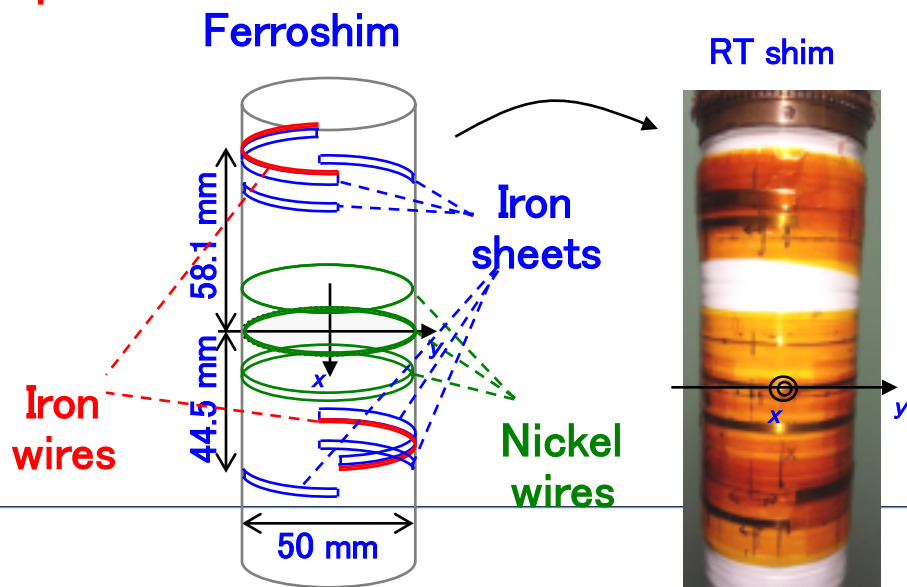 Ferroshim
RT shim
58.1 mm
Iron
sheets
y
x
44.5 mm
Iron
wires
Nickel
wires
x
y
50 mm